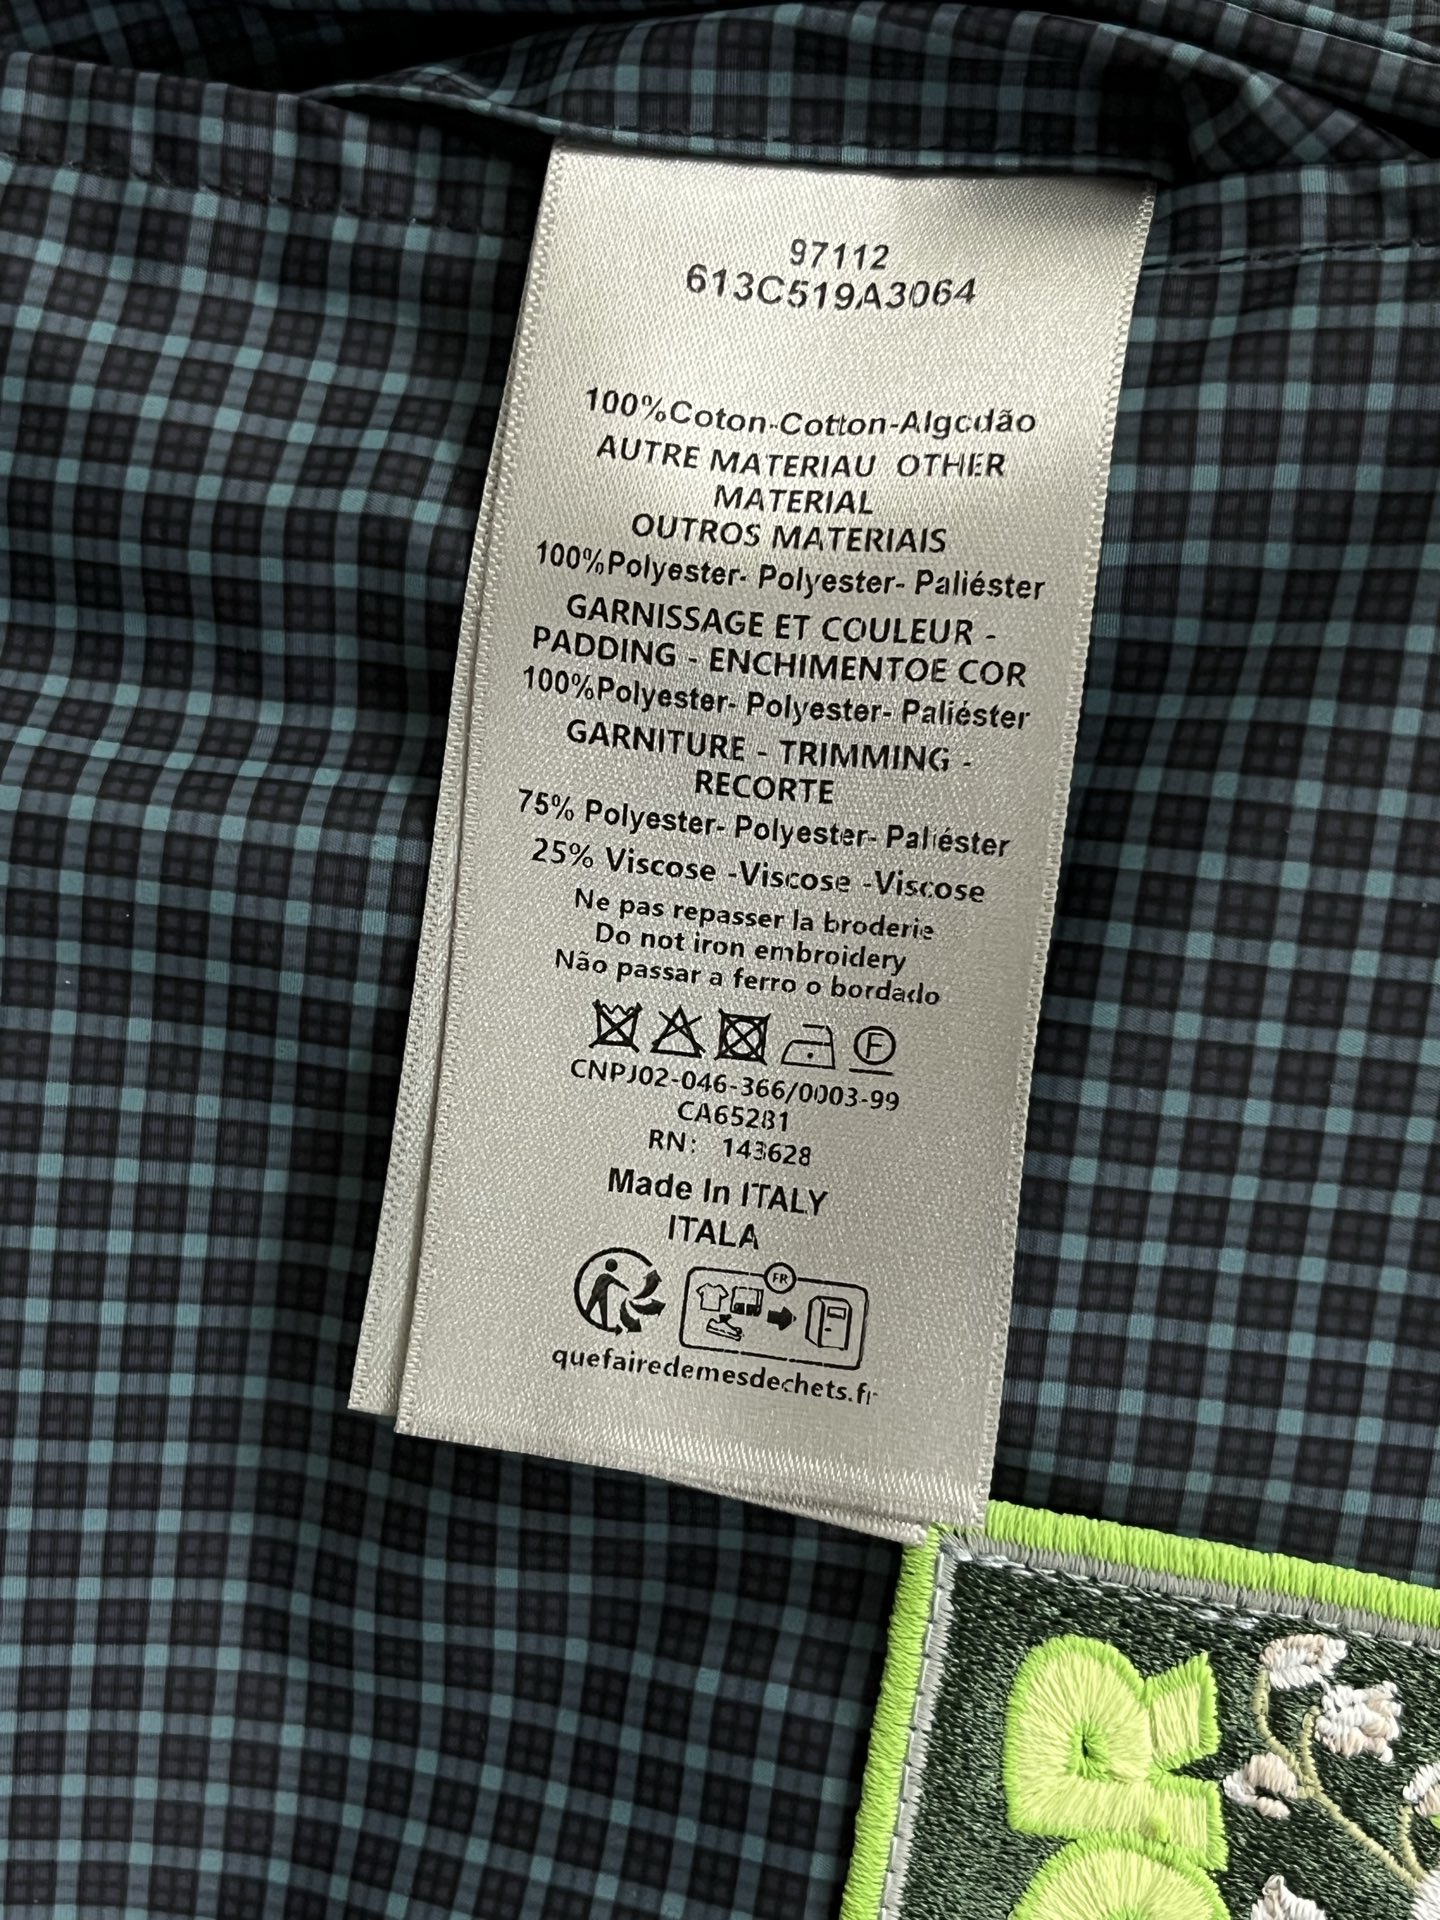 97112
613C519A3064
100%Coton-Cotton-Algodão
AUTRE MATERIAU OTHER
MATERIAL
OUTROS MATERIAIS
100%Polyester- Polyester- Paliéster
GARNISSAGE ET COULEUR -
PADDING - ENCHIMENTOE COR
100%Polyester- Polyester- Paliéster
GARNITURE - TRIMMING -
RECORTE
75% Polyester- Polyester- Paliéster
25% Viscose -Viscose -Viscose
Ne pas repasser la broderie
Do not iron embroidery
Não passar a ferro o bordado
F
CNPJ02-046-366/0003-99
CA65281
RN: 143628
Made In ITALY
ITALA
FR
quefairedemesdechets.fr